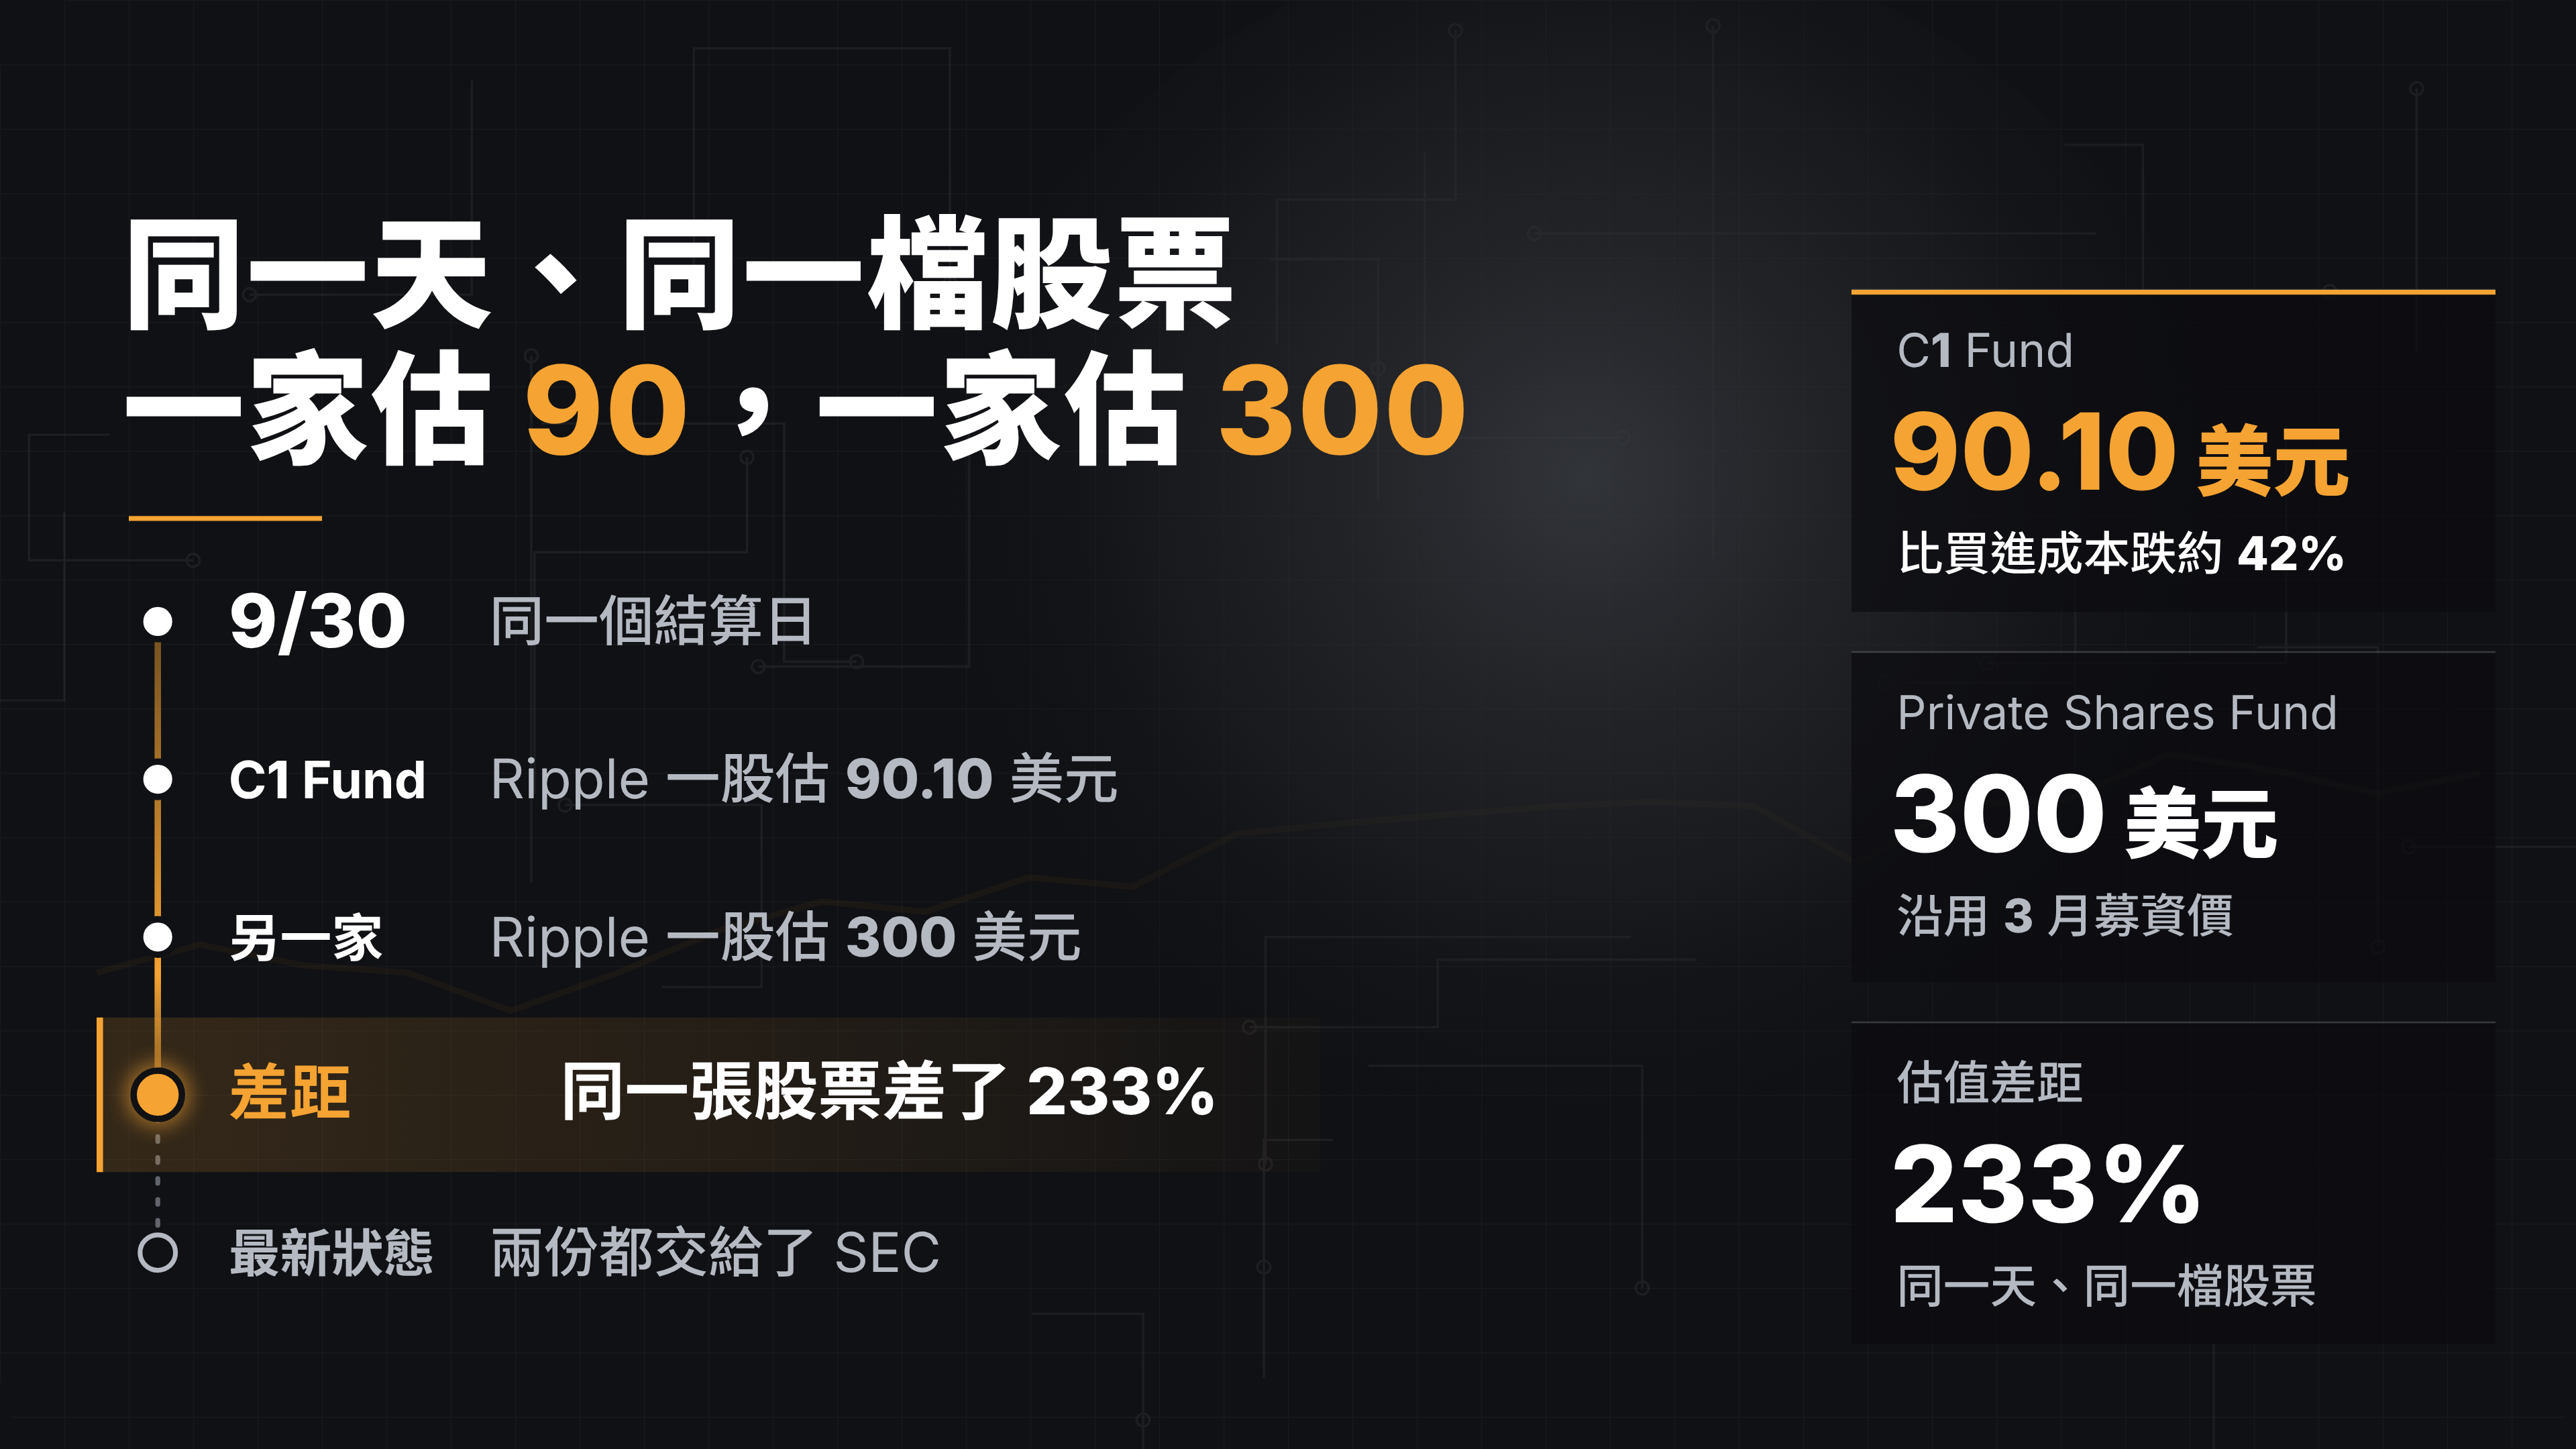 同一天、同一檔股票
一家估 90，一家估 300
9/30 同一個結算日
C1 Fund Ripple 一股估 90.10 美元
另一家 Ripple 一股估 300 美元
差距 同一張股票差了 233%
最新狀態 兩份都交給了 SEC
C1 Fund
90.10 美元
比買進成本跌約 42%
Private Shares Fund
300 美元
沿用 3 月募資價
估值差距
233%
同一天、同一檔股票